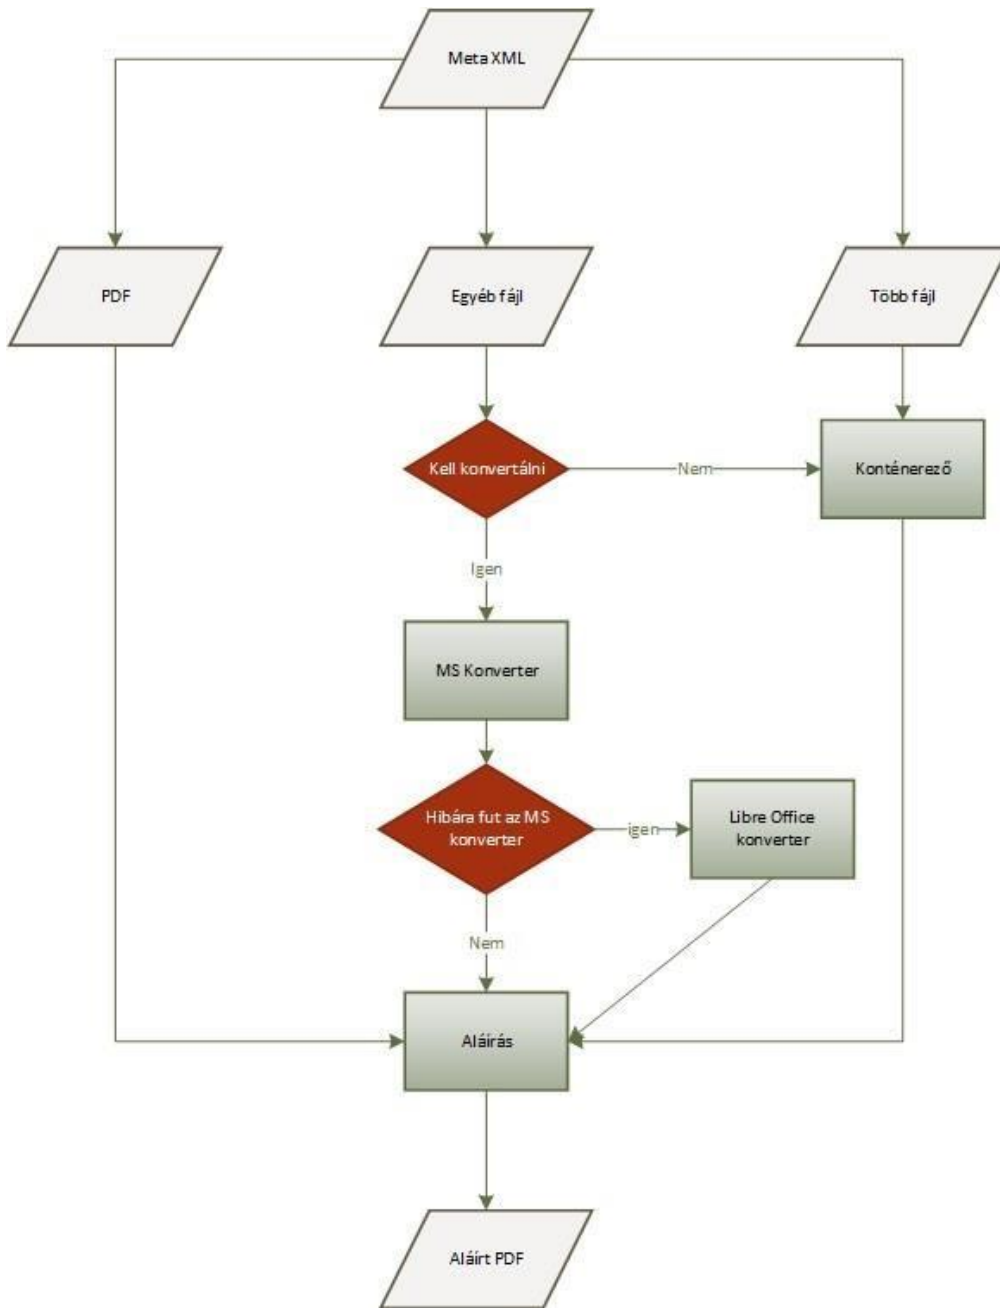 Meta XML
PDF
Egyéb fájl
Több fájl
Kell konvertálni
Nem
Konténerező
Igen
MS Konverter
Hibára fut az MS
konverter
igen
Libre Office
konverter
Nem
Aláírás
Aláírt PDF